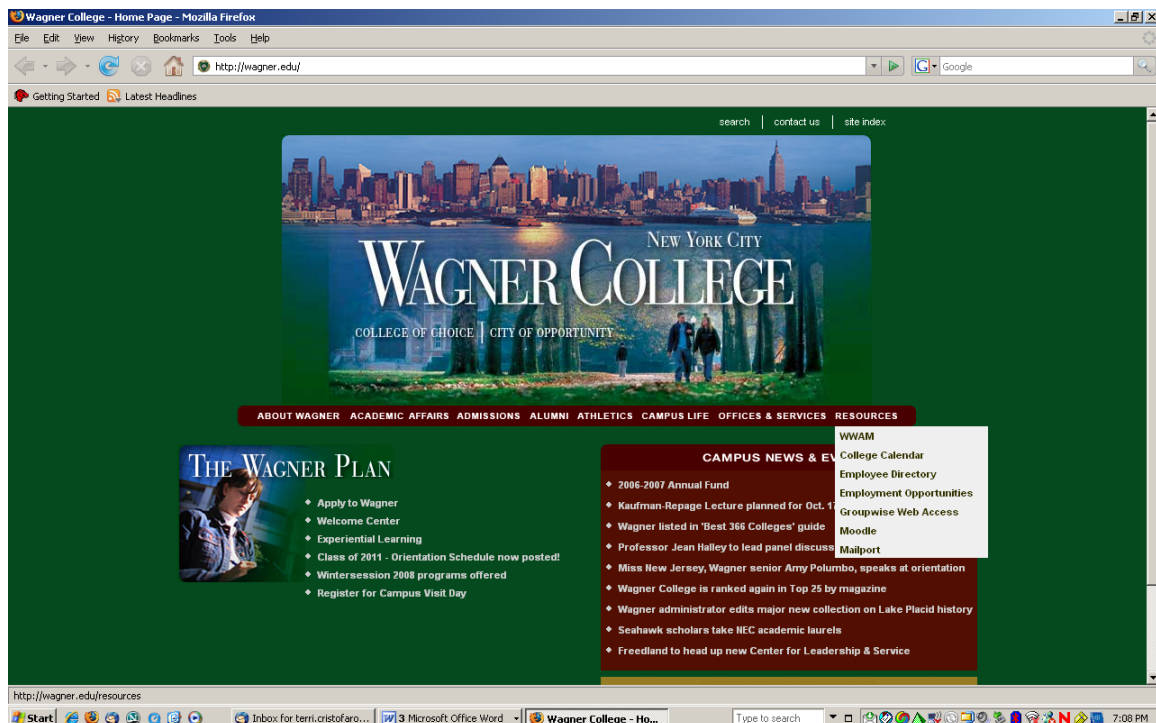 Wagner College - Home Page - Mozilla Firefox
File Edit View History Bookmarks Tools Help
http://wagner.edu/
Google
Getting Started Latest Headlines
search | contact us | site index
NEW YORK CITY
WAGNER COLLEGE
COLLEGE OF CHOICE | CITY OF OPPORTUNITY
ABOUT WAGNER ACADEMIC AFFAIRS ADMISSIONS ALUMNI ATHLETICS CAMPUS LIFE OFFICES & SERVICES RESOURCES
WWAM
College Calendar
Employee Directory
Employment Opportunities
Groupwise Web Access
Moodle
Mailport
THE WAGNER PLAN
Apply to Wagner
Welcome Center
Experiential Learning
Class of 2011 - Orientation Schedule now posted!
Wintersession 2008 programs offered
Register for Campus Visit Day
CAMPUS NEWS & EV
2006-2007 Annual Fund
Kaufman-Repage Lecture planned for Oct. 17
Wagner listed in 'Best 366 Colleges' guide
Professor Jean Halley to lead panel discuss
Miss New Jersey, Wagner senior Amy Polumbo, speaks at orientation
Wagner College is ranked again in Top 25 by magazine
Wagner administrator edits major new collection on Lake Placid history
Seahawk scholars take NEC academic laurels
Freedland to head up new Center for Leadership & Service
http://wagner.edu/resources
Start Inbox for terri.cristofaro... 3 Microsoft Office Word Wagner College - Ho... Type to search 7:08 PM